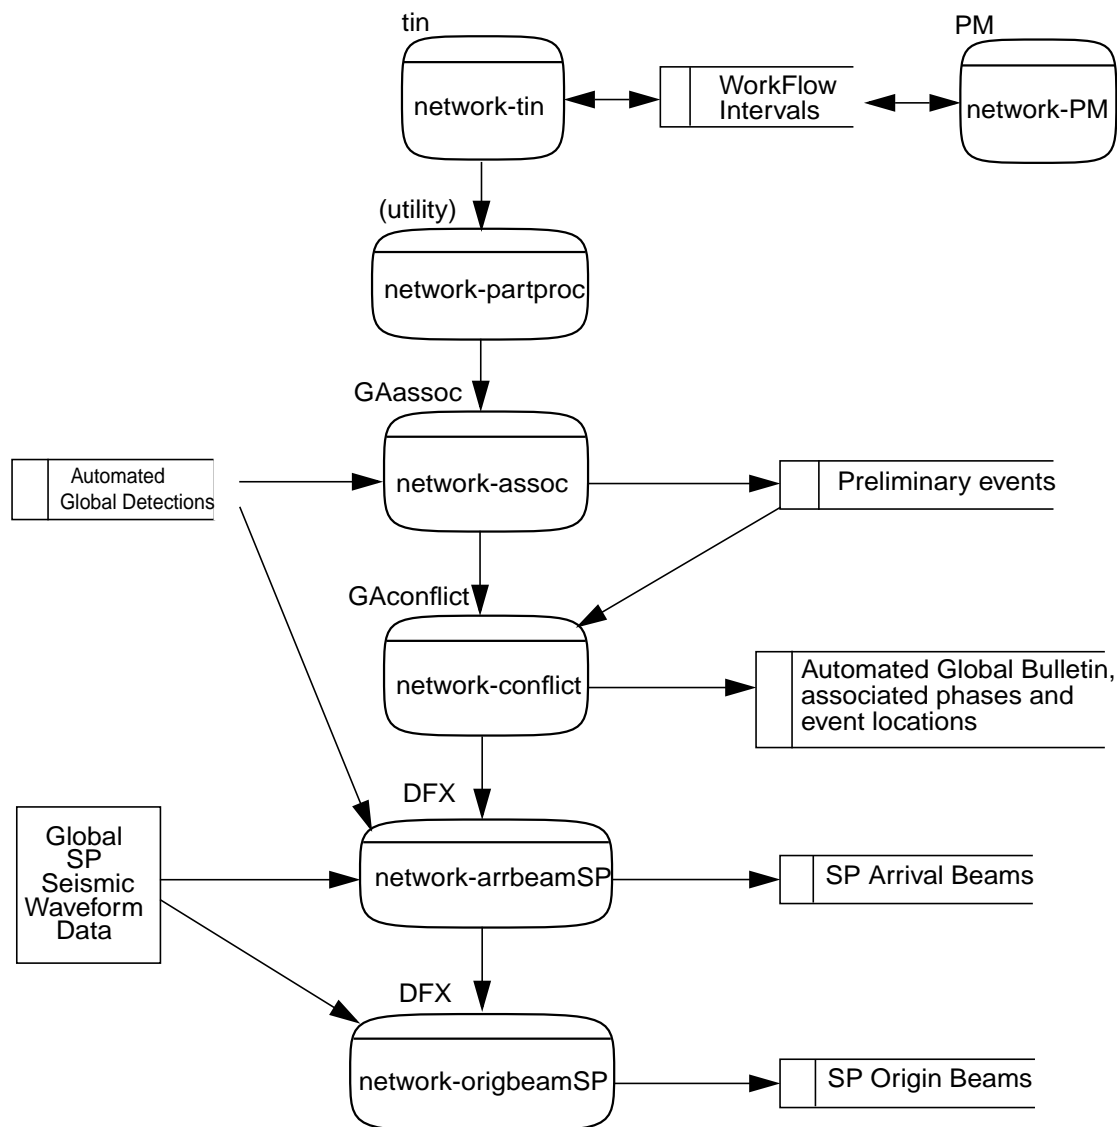 tin
PM
network-tin
WorkFlow
Intervals
network-PM
(utility)
network-partproc
GAassoc
Automated
Global Detections
network-assoc
Preliminary events
GAconflict
network-conflict
Automated Global Bulletin,
associated phases and
event locations
DFX
Global
SP
Seismic
Waveform
Data
network-arrbeamSP
SP Arrival Beams
DFX
network-origbeamSP
SP Origin Beams